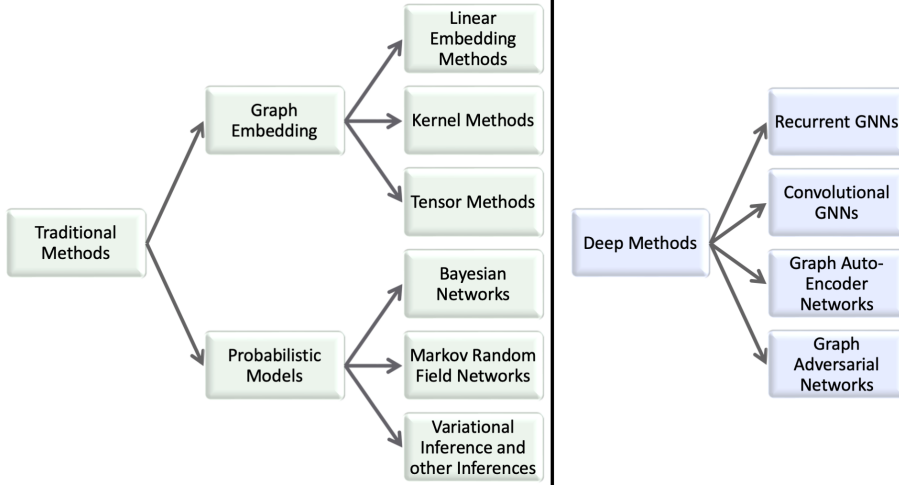 Traditional
Methods
Graph
Embedding
Linear
Embedding
Methods
Kernel Methods
Tensor Methods
Probabilistic
Models
Bayesian
Networks
Markov Random
Field Networks
Variational
Inference and
other Inferences
Deep Methods
Recurrent GNNs
Convolutional
GNNs
Graph Auto-
Encoder
Networks
Graph
Adversarial
Networks